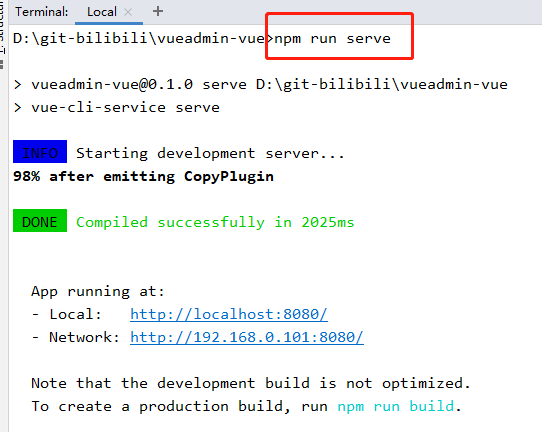 Terminal: Local × +
D:\git-bilibili\vueadmin-vue>npm run serve
> vueadmin-vue@0.1.0 serve D:\git-bilibili\vueadmin-vue
> vue-cli-service serve
INFO Starting development server...
98% after emitting CopyPlugin
DONE Compiled successfully in 2025ms
App running at:
- Local: http://localhost:8080/
- Network: http://192.168.0.101:8080/
Note that the development build is not optimized.
To create a production build, run npm run build.